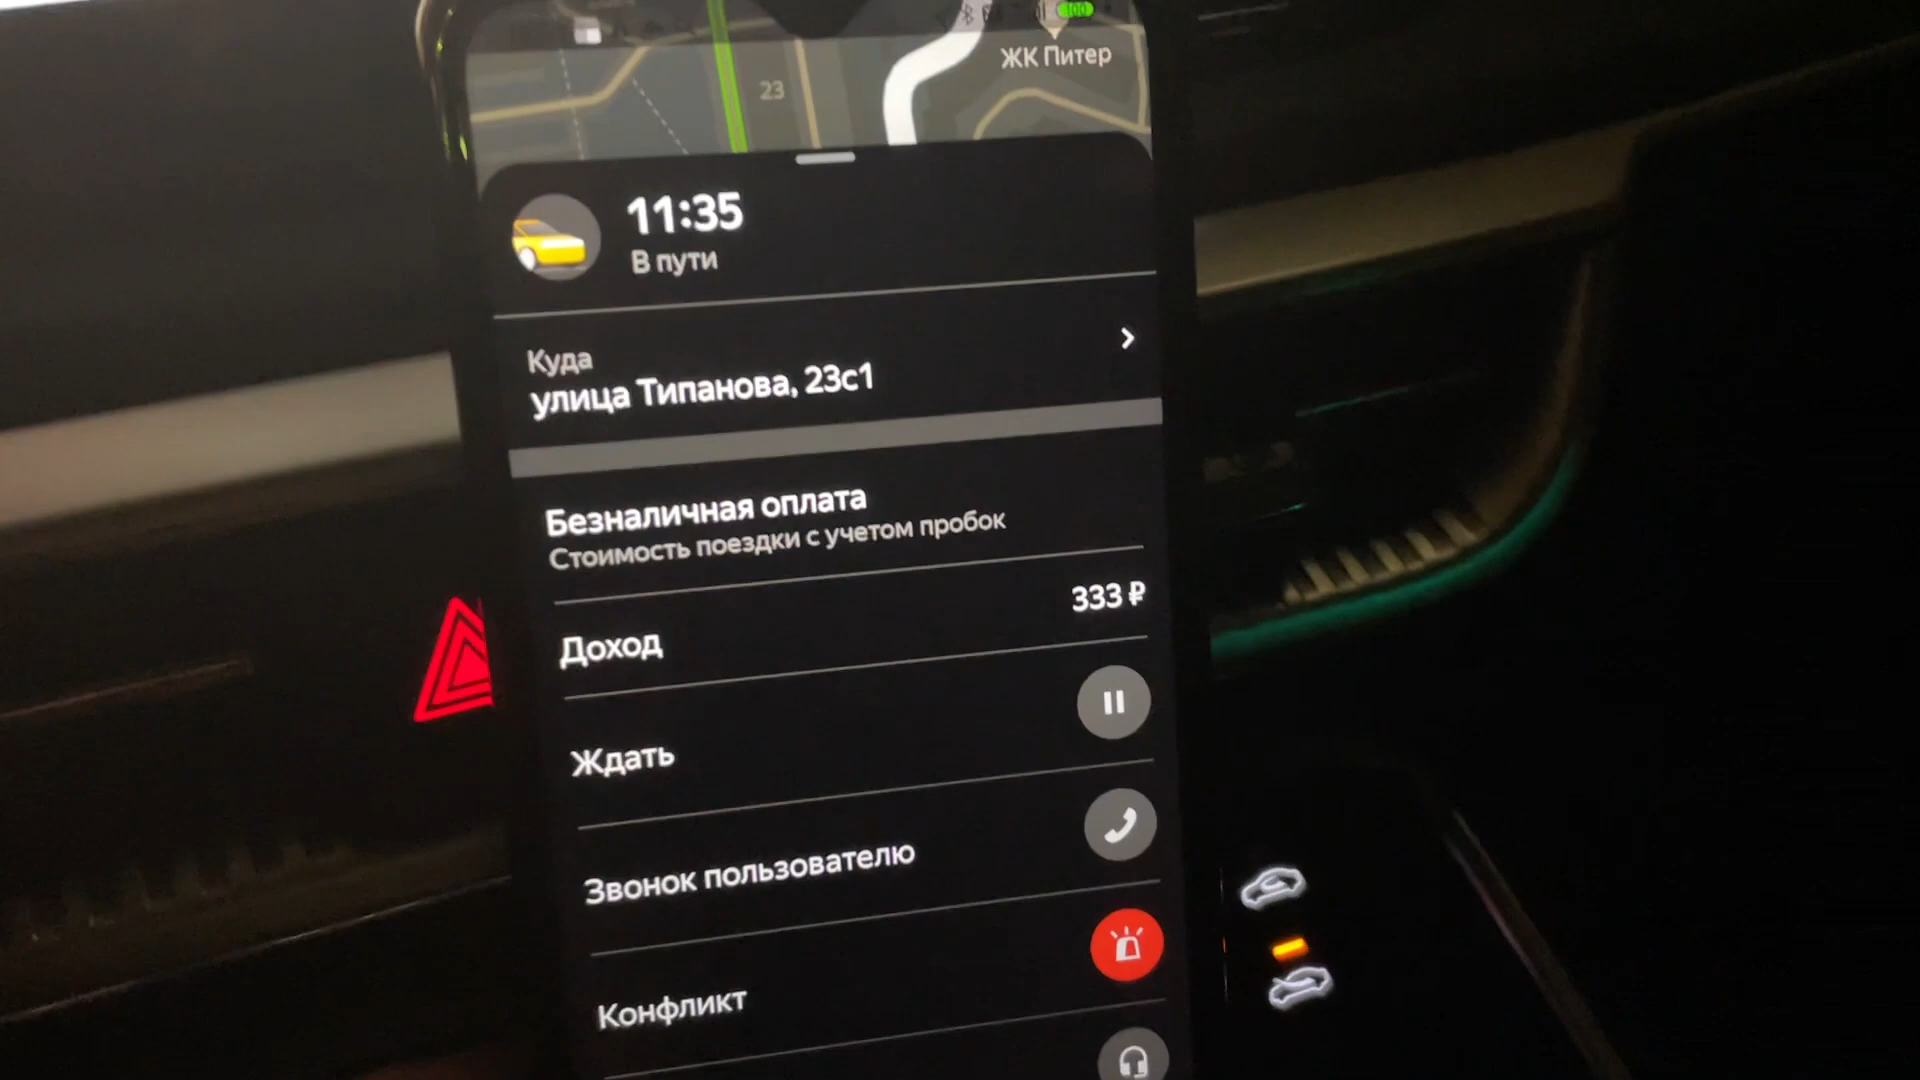 100
ЖК Питер
23
11:35
В пути
Куда
улица Типанова, 23с1
Безналичная оплата
Стоимость поездки с учетом пробок
Доход
333 ₽
Ждать
Звонок пользователю
Конфликт